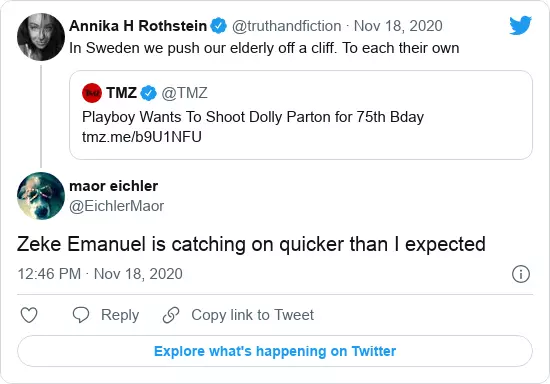 Annika H Rothstein @truthandfiction · Nov 18, 2020
In Sweden we push our elderly off a cliff. To each their own
TMZ @TMZ
Playboy Wants To Shoot Dolly Parton for 75th Bday
tmz.me/b9U1NFU
maor eichler
@EichlerMaor
Zeke Emanuel is catching on quicker than I expected
12:46 PM · Nov 18, 2020
Reply Copy link to Tweet
Explore what's happening on Twitter